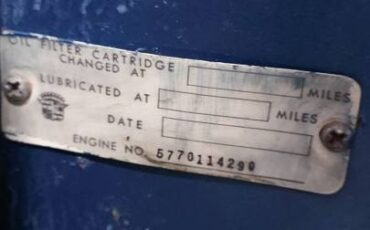 OIL FILTER CARTRIDGE
CHANGED AT MILES
LUBRICATED AT MILES
DATE
ENGINE NO. 5770114290